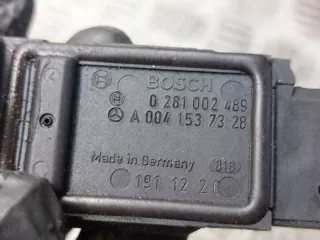 BOSCH
0 281 002 489
A 004 153 73 28
Made in Germany 818
191 12 20